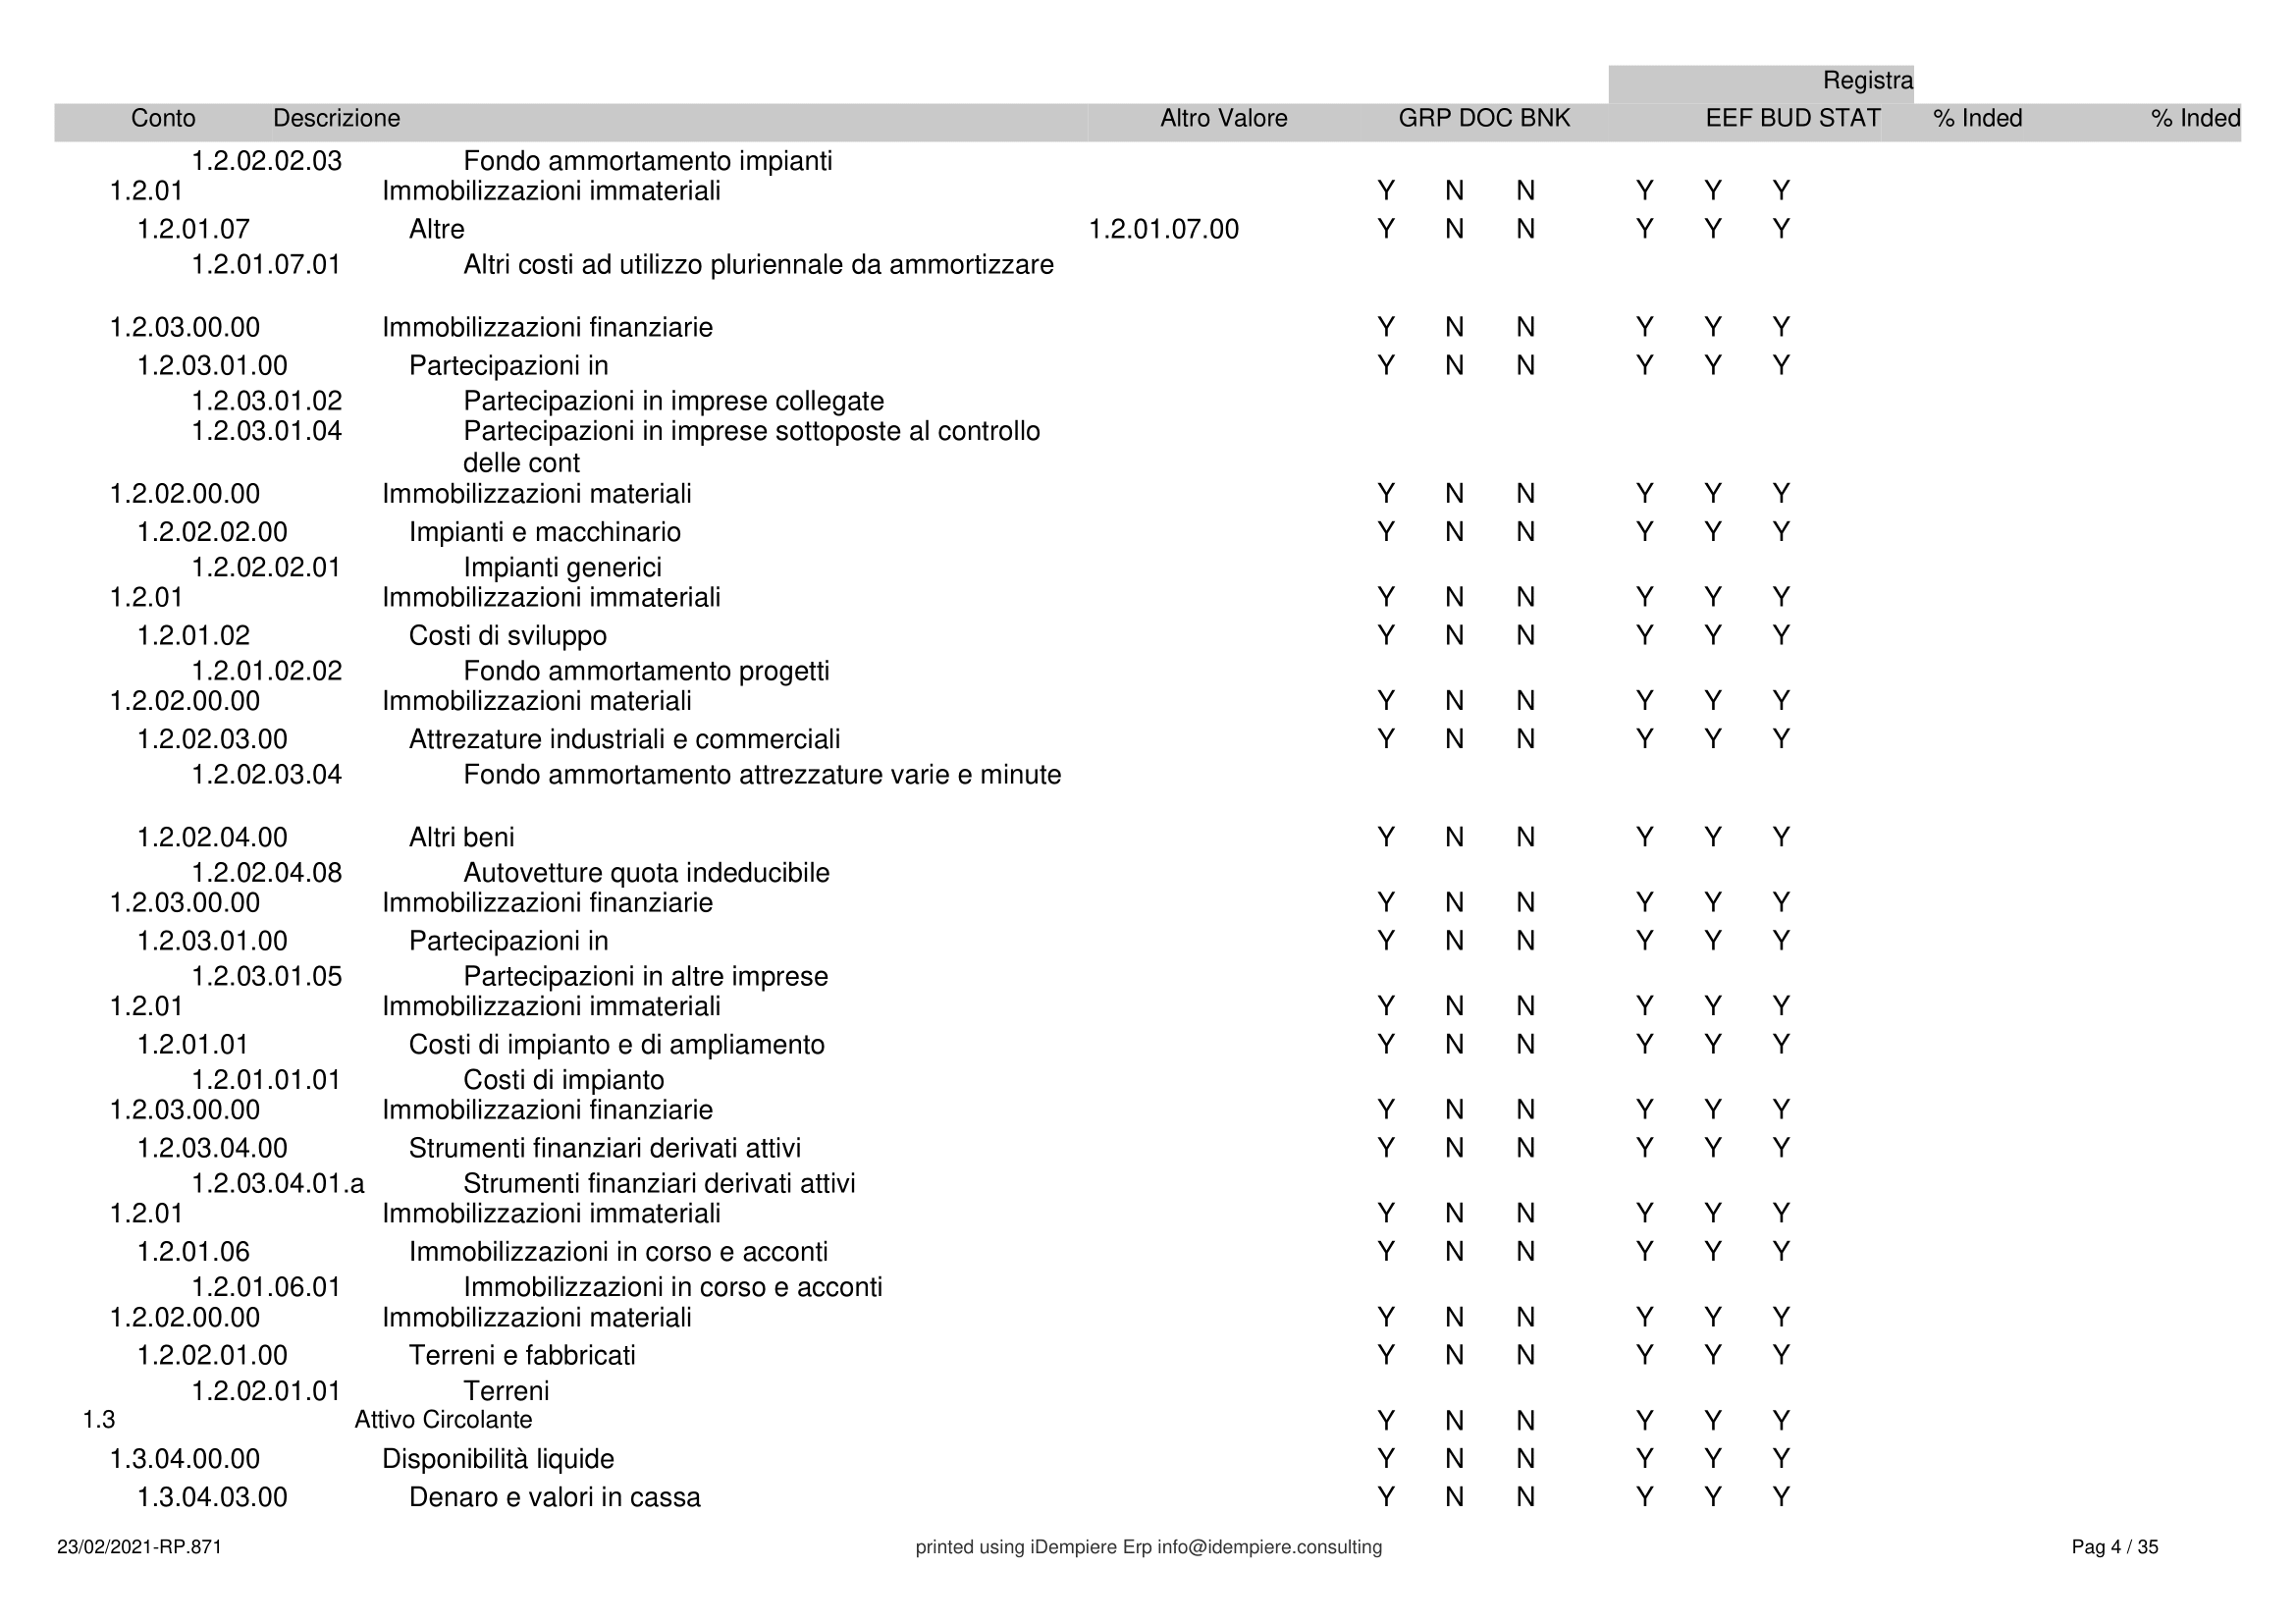 Registra
Conto Descrizione Altro Valore GRP DOC BNK EEF BUD STAT % Inded % Inded
1.2.02.02.03 Fondo ammortamento impianti
1.2.01 Immobilizzazioni immateriali Y N N Y Y Y
1.2.01.07 Altre 1.2.01.07.00 Y N N Y Y Y
1.2.01.07.01 Altri costi ad utilizzo pluriennale da ammortizzare
1.2.03.00.00 Immobilizzazioni finanziarie Y N N Y Y Y
1.2.03.01.00 Partecipazioni in Y N N Y Y Y
1.2.03.01.02 Partecipazioni in imprese collegate
1.2.03.01.04 Partecipazioni in imprese sottoposte al controllo
delle cont
1.2.02.00.00 Immobilizzazioni materiali Y N N Y Y Y
1.2.02.02.00 Impianti e macchinario Y N N Y Y Y
1.2.02.02.01 Impianti generici
1.2.01 Immobilizzazioni immateriali Y N N Y Y Y
1.2.01.02 Costi di sviluppo Y N N Y Y Y
1.2.01.02.02 Fondo ammortamento progetti
1.2.02.00.00 Immobilizzazioni materiali Y N N Y Y Y
1.2.02.03.00 Attrezature industriali e commerciali Y N N Y Y Y
1.2.02.03.04 Fondo ammortamento attrezzature varie e minute
1.2.02.04.00 Altri beni Y N N Y Y Y
1.2.02.04.08 Autovetture quota indeducibile
1.2.03.00.00 Immobilizzazioni finanziarie Y N N Y Y Y
1.2.03.01.00 Partecipazioni in Y N N Y Y Y
1.2.03.01.05 Partecipazioni in altre imprese
1.2.01 Immobilizzazioni immateriali Y N N Y Y Y
1.2.01.01 Costi di impianto e di ampliamento Y N N Y Y Y
1.2.01.01.01 Costi di impianto
1.2.03.00.00 Immobilizzazioni finanziarie Y N N Y Y Y
1.2.03.04.00 Strumenti finanziari derivati attivi Y N N Y Y Y
1.2.03.04.01.a Strumenti finanziari derivati attivi
1.2.01 Immobilizzazioni immateriali Y N N Y Y Y
1.2.01.06 Immobilizzazioni in corso e acconti Y N N Y Y Y
1.2.01.06.01 Immobilizzazioni in corso e acconti
1.2.02.00.00 Immobilizzazioni materiali Y N N Y Y Y
1.2.02.01.00 Terreni e fabbricati Y N N Y Y Y
1.2.02.01.01 Terreni
1.3 Attivo Circolante Y N N Y Y Y
1.3.04.00.00 Disponibilità liquide Y N N Y Y Y
1.3.04.03.00 Denaro e valori in cassa Y N N Y Y Y
23/02/2021-RP.871 printed using iDempiere Erp info@idempiere.consulting Pag 4 / 35